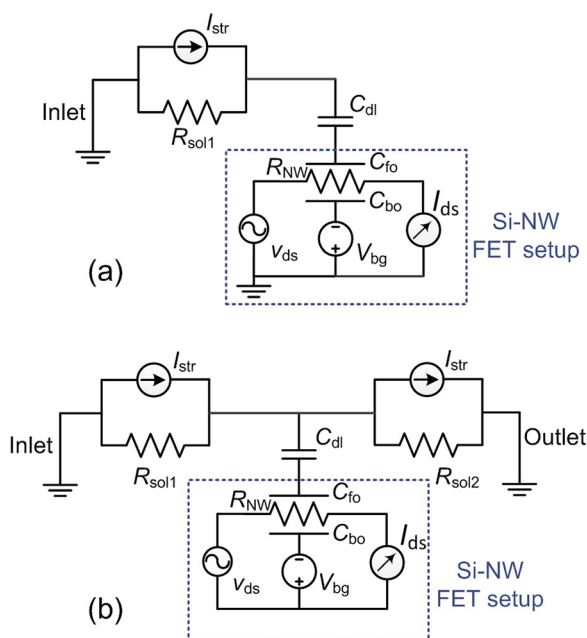 Istr
Inlet
Rsol1
Cdl
RNW
Cfo
Cbo
Ids
vds
Vbg
Si-NW
FET setup
(a)
Istr
Istr
Inlet
Outlet
Rsol1
Cdl
Rsol2
RNW
Cfo
Cbo
Ids
vds
Vbg
Si-NW
FET setup
(b)